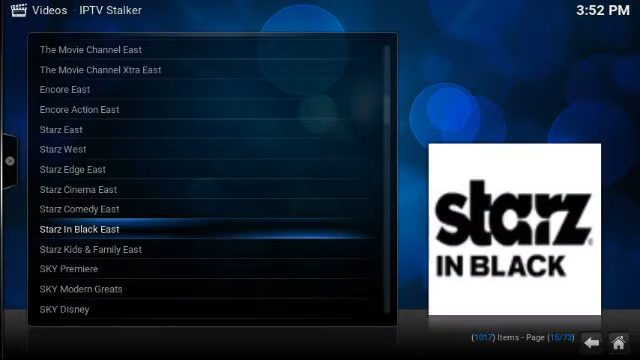 Videos - IPTV Stalker
3:52 PM
The Movie Channel East
The Movie Channel Xtra East
Encore East
Encore Action East
Starz East
Starz West
Starz Edge East
Starz Cinema East
Starz Comedy East
Starz In Black East
Starz Kids & Family East
SKY Premiere
SKY Modern Greats
SKY Disney
starz
IN BLACK
(1017) Items - Page (15/73)